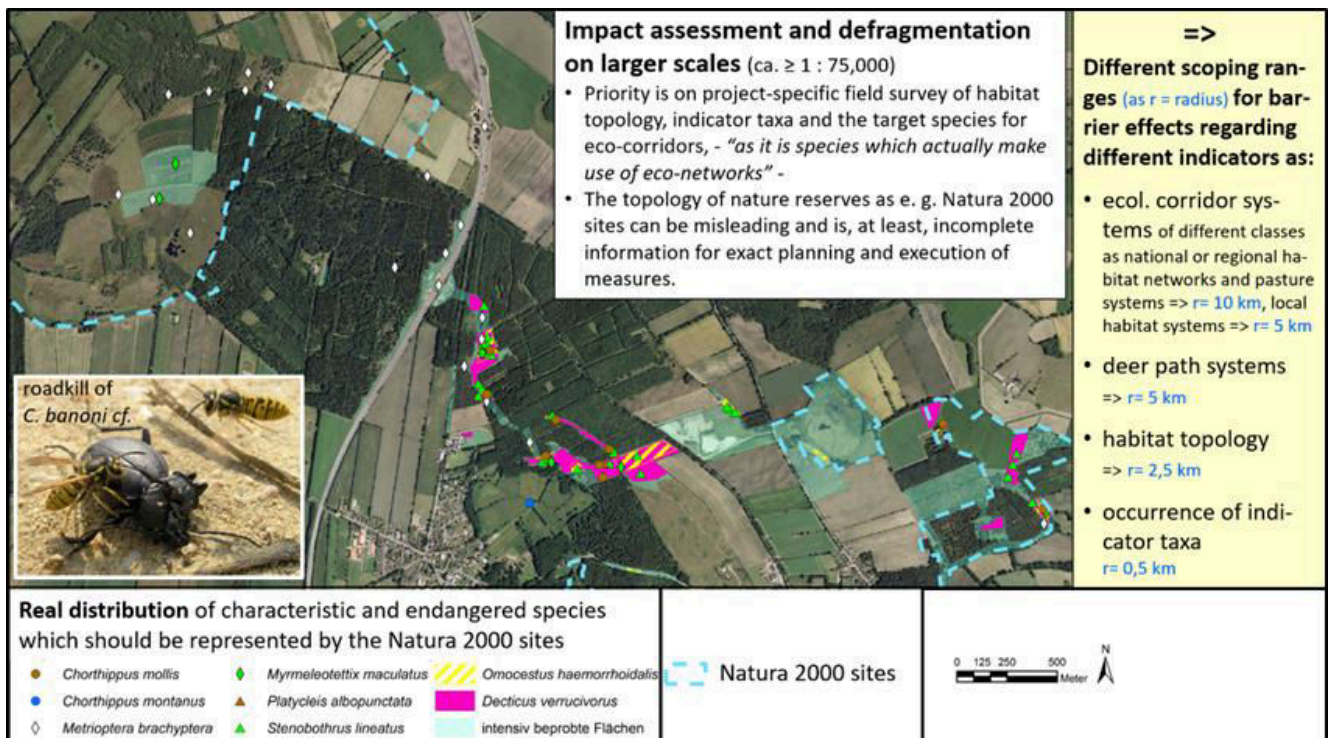 Impact assessment and defragmentation
on larger scales (ca. ≥ 1 : 75,000)
• Priority is on project-specific field survey of habitat
topology, indicator taxa and the target species for
eco-corridors, - “as it is species which actually make
use of eco-networks” -
• The topology of nature reserves as e. g. Natura 2000
sites can be misleading and is, at least, incomplete
information for exact planning and execution of
measures.
=>
Different scoping ran-
ges (as r = radius) for bar-
rier effects regarding
different indicators as:
• ecol. corridor sys-
tems of different classes
as national or regional ha-
bitat networks and pasture
systems => r= 10 km, local
habitat systems => r= 5 km
• deer path systems
=> r= 5 km
• habitat topology
=> r= 2,5 km
• occurrence of indi-
cator taxa
r= 0,5 km
roadkill of
C. banoni cf.
Real distribution of characteristic and endangered species
which should be represented by the Natura 2000 sites
Chorthippus mollis
Chorthippus montanus
Metrioptera brachyptera
Myrmeleotettix maculatus
Platycleis albopunctata
Stenobothrus lineatus
Omocestus haemorrhoidalis
Decticus verrucivorus
intensiv beprobte Flächen
Natura 2000 sites
0 125 250 500
Meter
N